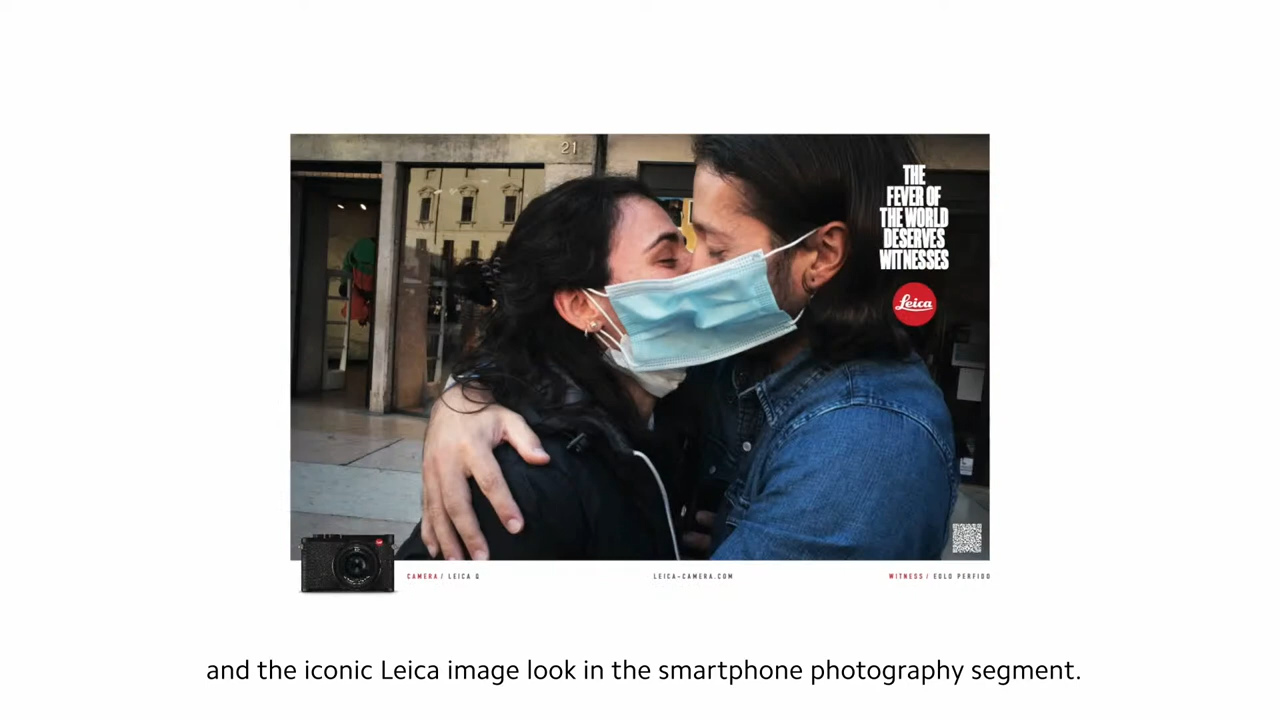 21
THE
FEVER OF
THE WORLD
DESERVES
WITNESSES
Leica
CAMERA / LEICA Q
LEICA-CAMERA.COM
WITNESS / EOLO PERFIDO
and the iconic Leica image look in the smartphone photography segment.